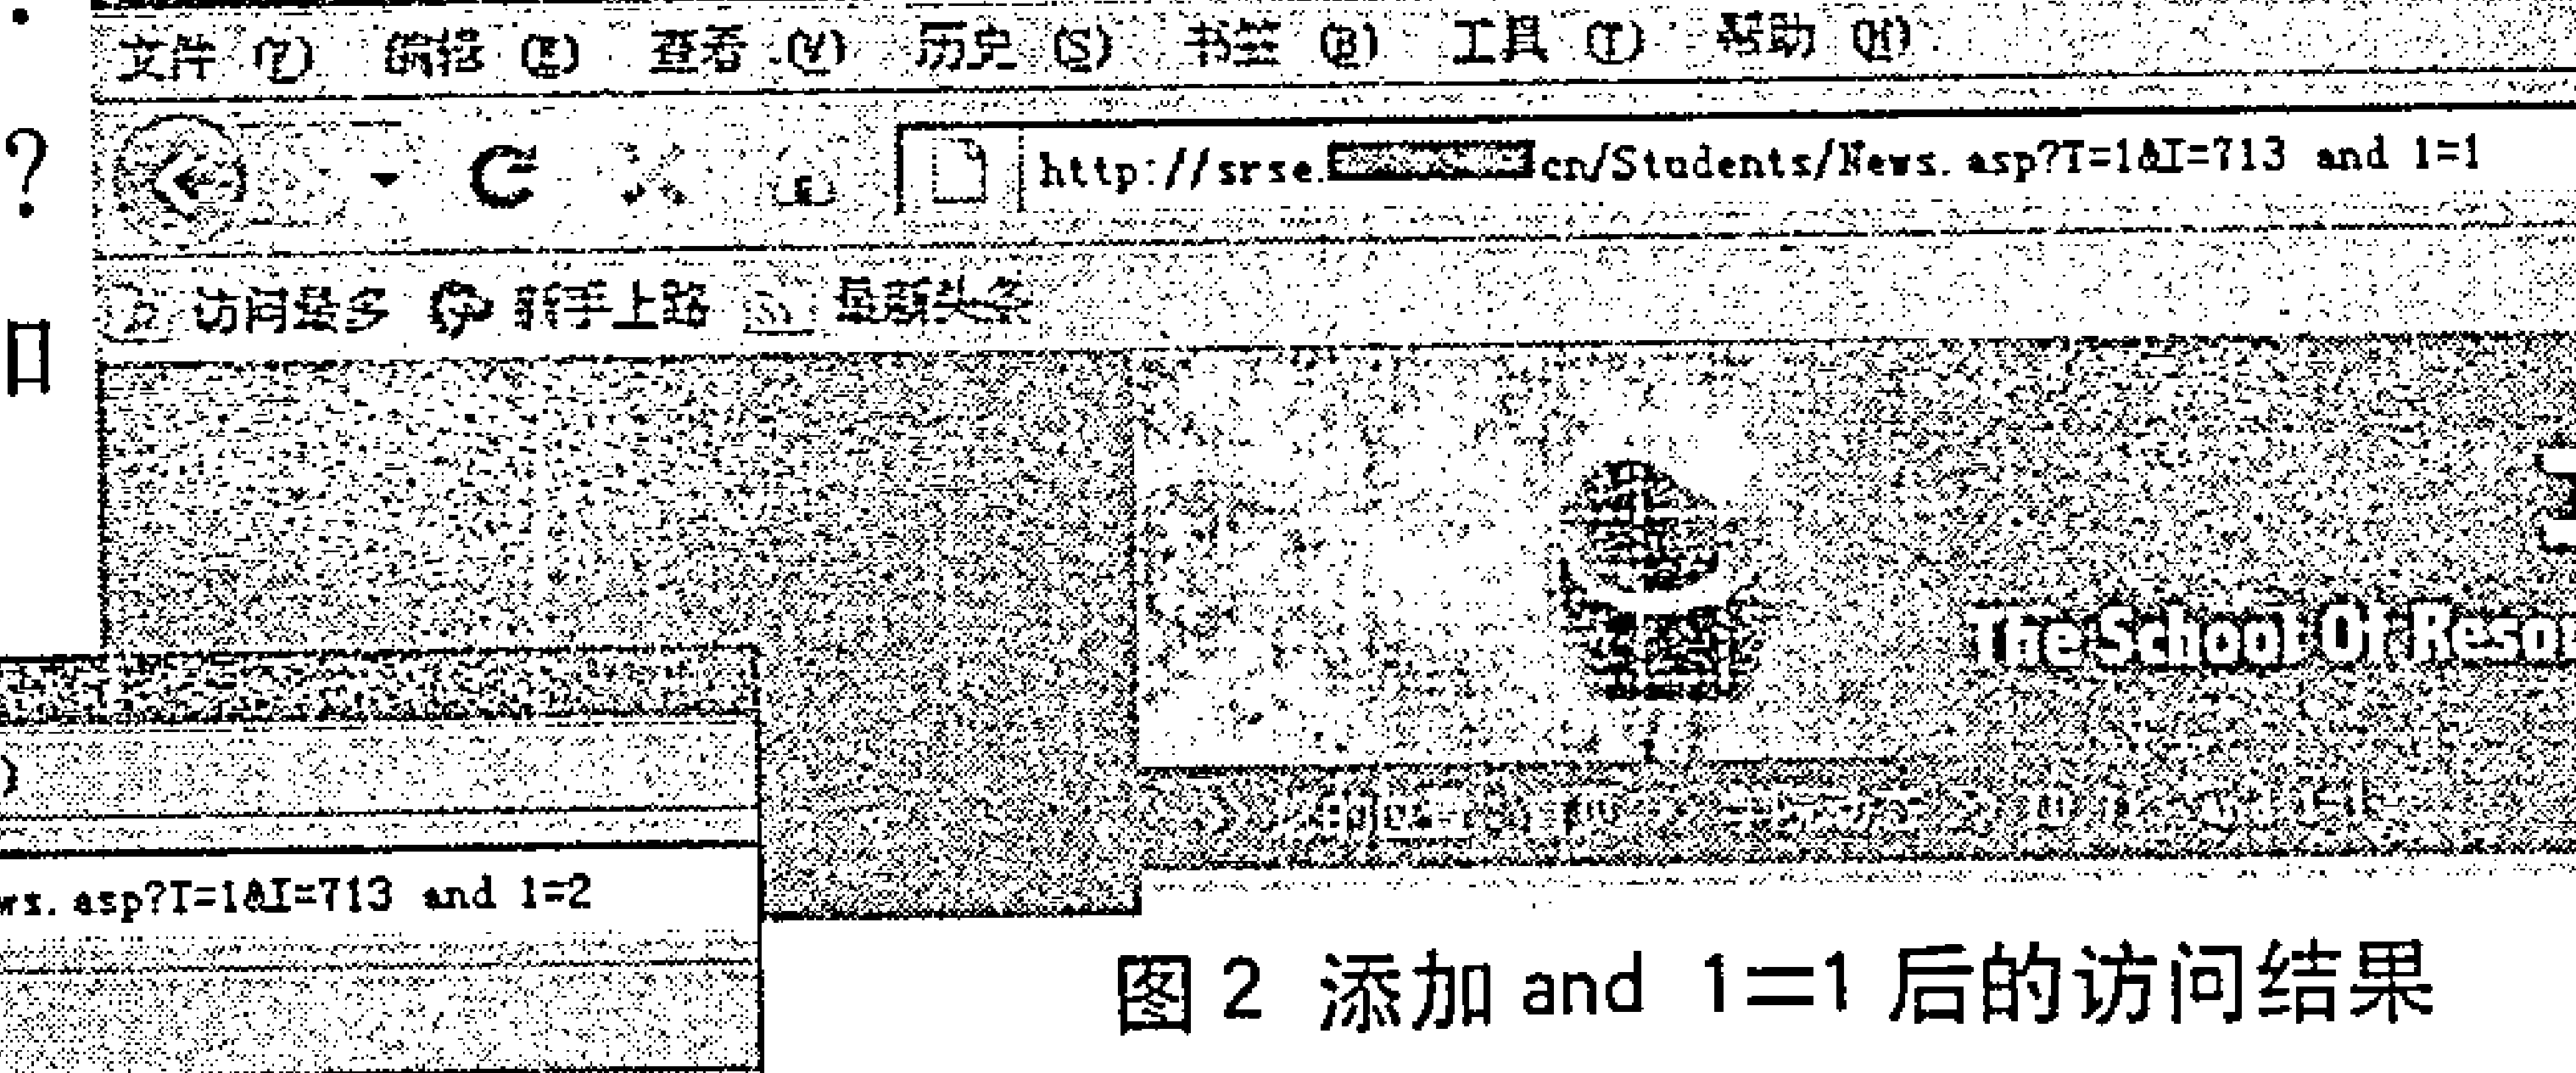 文件 (F) 编辑 (E) 查看 (V) 历史 (S) 书签 (B) 工具 (T) 帮助 (H)
?
http://srse.
cn/Students/News.asp?T=1&I=713 and 1=1
访问最多 新手上路 最新头条
The School Of Resou
)
ws.asp?T=1&I=713 and 1=2
图 2 添加 and 1=1 后的访问结果